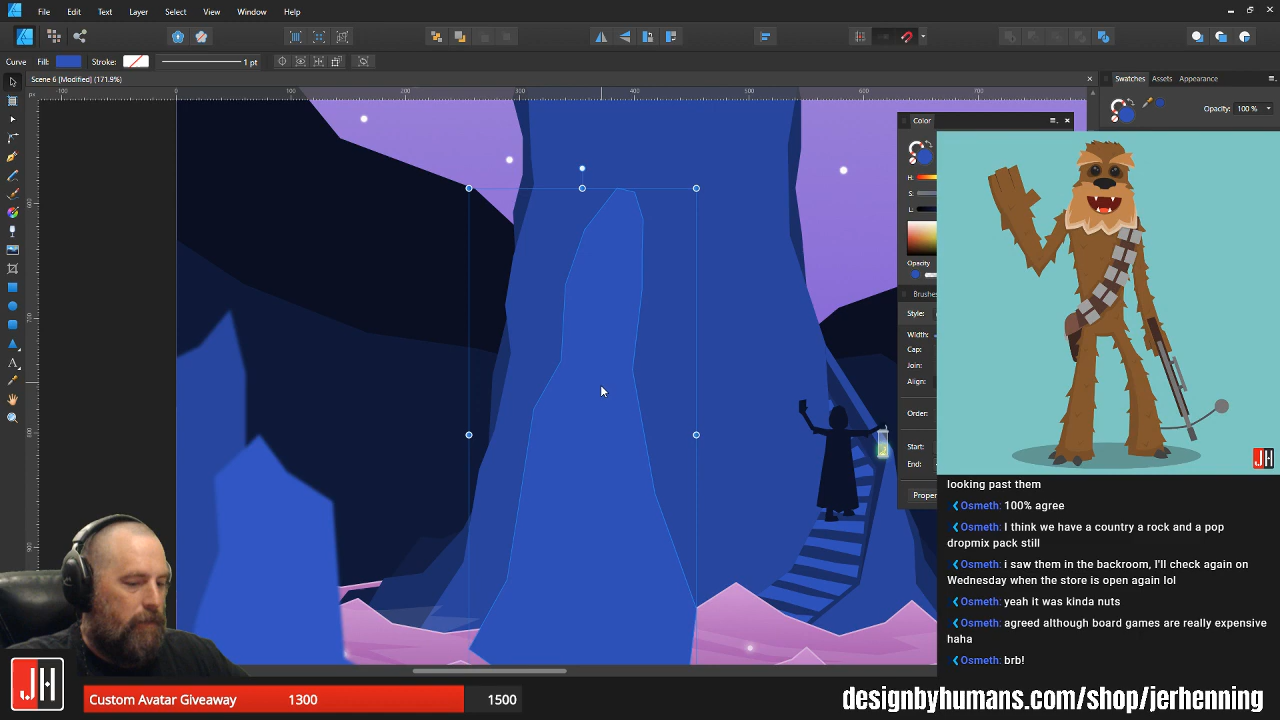 File Edit Text Layer Select View Window Help
Curve Fill: Stroke: 1 pt
Scene 6 [Modified] (171.9%)
Swatches Assets Appearance
Opacity: 100 %
Color
H:
S:
L:
Opacity
Brushes
Style:
Width:
Cap:
Join:
Align:
Order:
Start:
End:
Proper
JH
looking past them
Osmeth: 100% agree
Osmeth: I think we have a country a rock and a pop
dropmix pack still
Osmeth: i saw them in the backroom, I'll check again on
Wednesday when the store is open again lol
Osmeth: yeah it was kinda nuts
Osmeth: agreed although board games are really expensive
haha
Osmeth: brb!
JH
Custom Avatar Giveaway 1300 1500
designbyhumans.com/shop/jerhenning